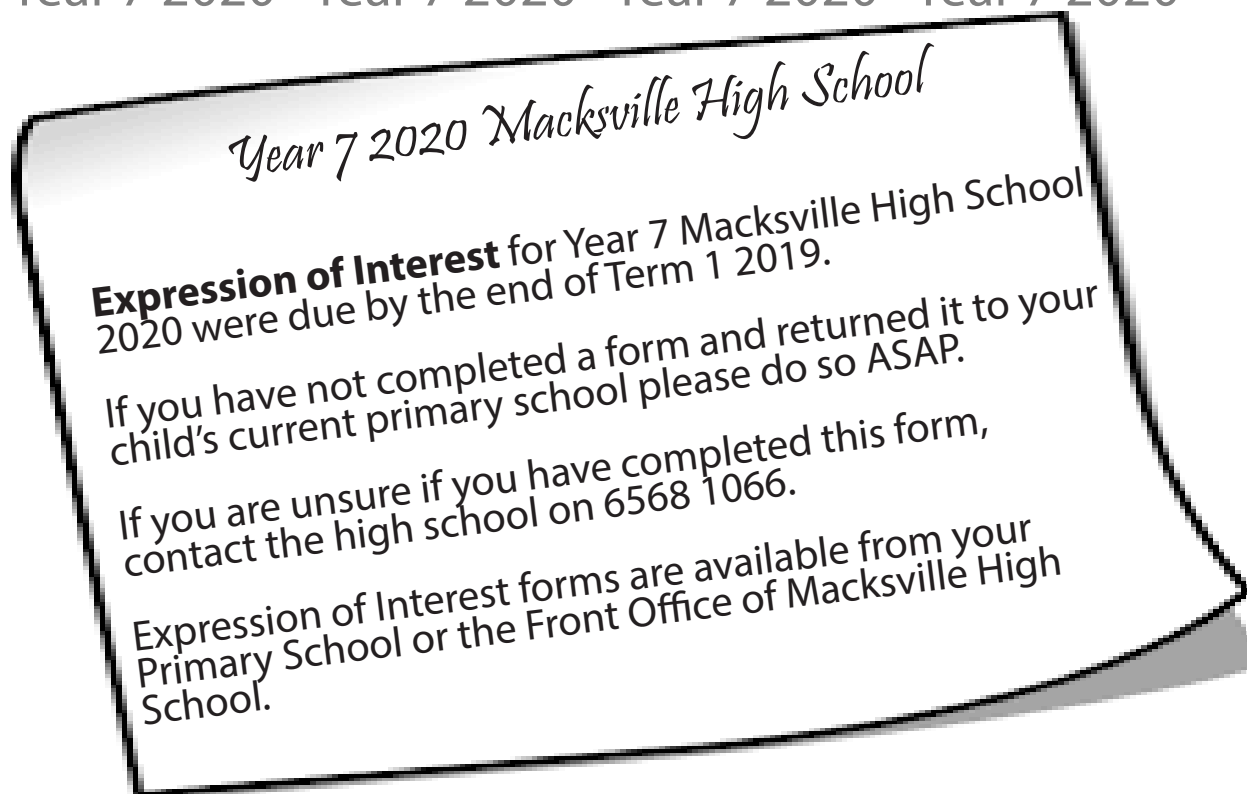 Year 7 2020 Year 7 2020 Year 7 2020 Year 7 2020
Year 7 2020 Macksville High School
Expression of Interest for Year 7 Macksville High School
2020 were due by the end of Term 1 2019.
If you have not completed a form and returned it to your
child's current primary school please do so ASAP.
If you are unsure if you have completed this form,
contact the high school on 6568 1066.
Expression of Interest forms are available from your
Primary School or the Front Office of Macksville High
School.